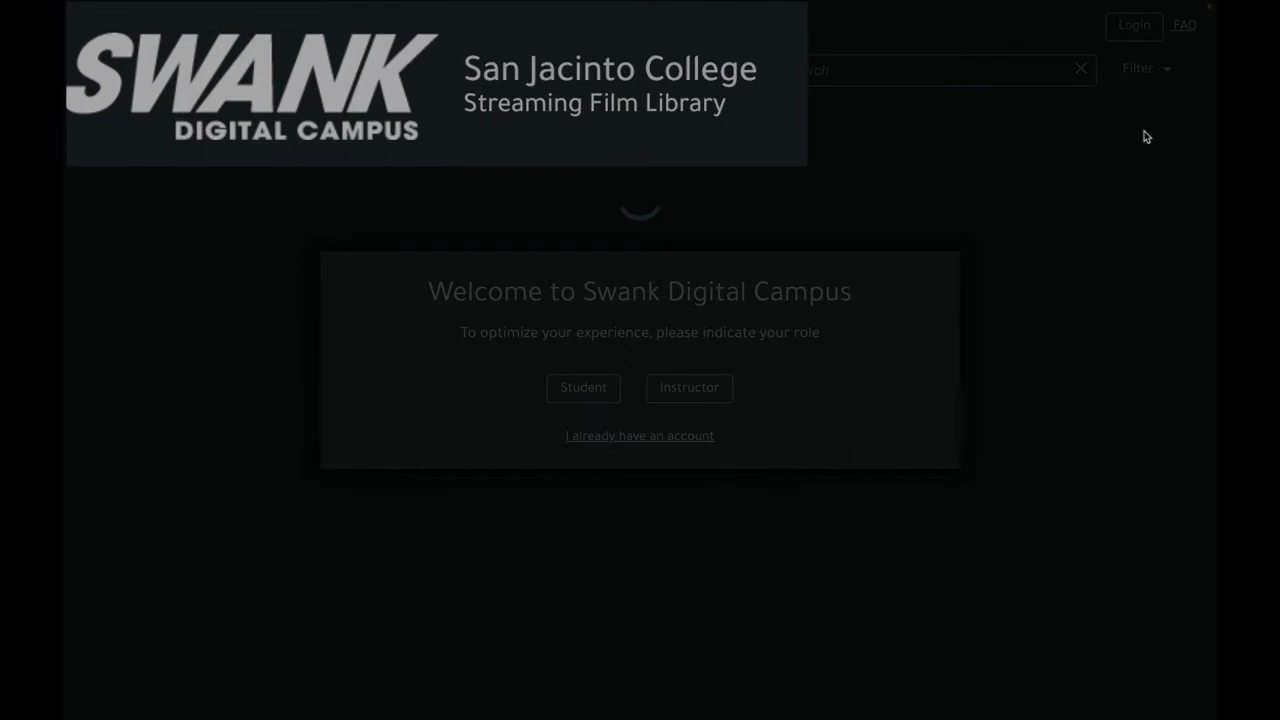 SWANK
DIGITAL CAMPUS
San Jacinto College
Streaming Film Library
Login
FAQ
Filter
Welcome to Swank Digital Campus
To optimize your experience, please indicate your role
Student
Instructor
I already have an account